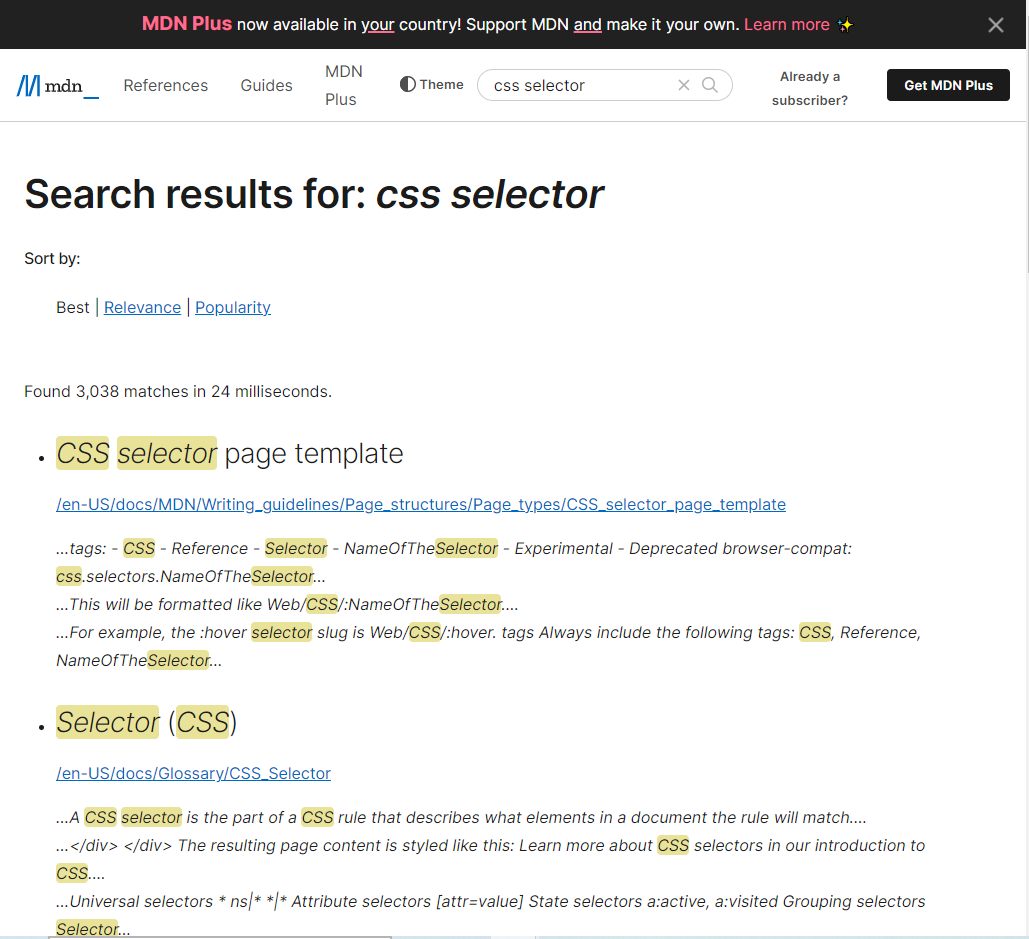 MDN Plus now available in your country! Support MDN and make it your own. Learn more ✨
mdn_
References
Guides
MDN Plus
Theme
css selector
Already a subscriber?
Get MDN Plus
Search results for: css selector
Sort by:
Best | Relevance | Popularity
Found 3,038 matches in 24 milliseconds.
• CSS selector page template
/en-US/docs/MDN/Writing_guidelines/Page_structures/Page_types/CSS_selector_page_template
…tags: - CSS - Reference - Selector - NameOfTheSelector - Experimental - Deprecated browser-compat:
css.selectors.NameOfTheSelector…
…This will be formatted like Web/CSS/:NameOfTheSelector.…
…For example, the :hover selector slug is Web/CSS/:hover. tags Always include the following tags: CSS, Reference,
NameOfTheSelector…
• Selector (CSS)
/en-US/docs/Glossary/CSS_Selector
…A CSS selector is the part of a CSS rule that describes what elements in a document the rule will match.…
…</div> </div> The resulting page content is styled like this: Learn more about CSS selectors in our introduction to
CSS.…
…Universal selectors * ns|* *|* Attribute selectors [attr=value] State selectors a:active, a:visited Grouping selectors
Selector…